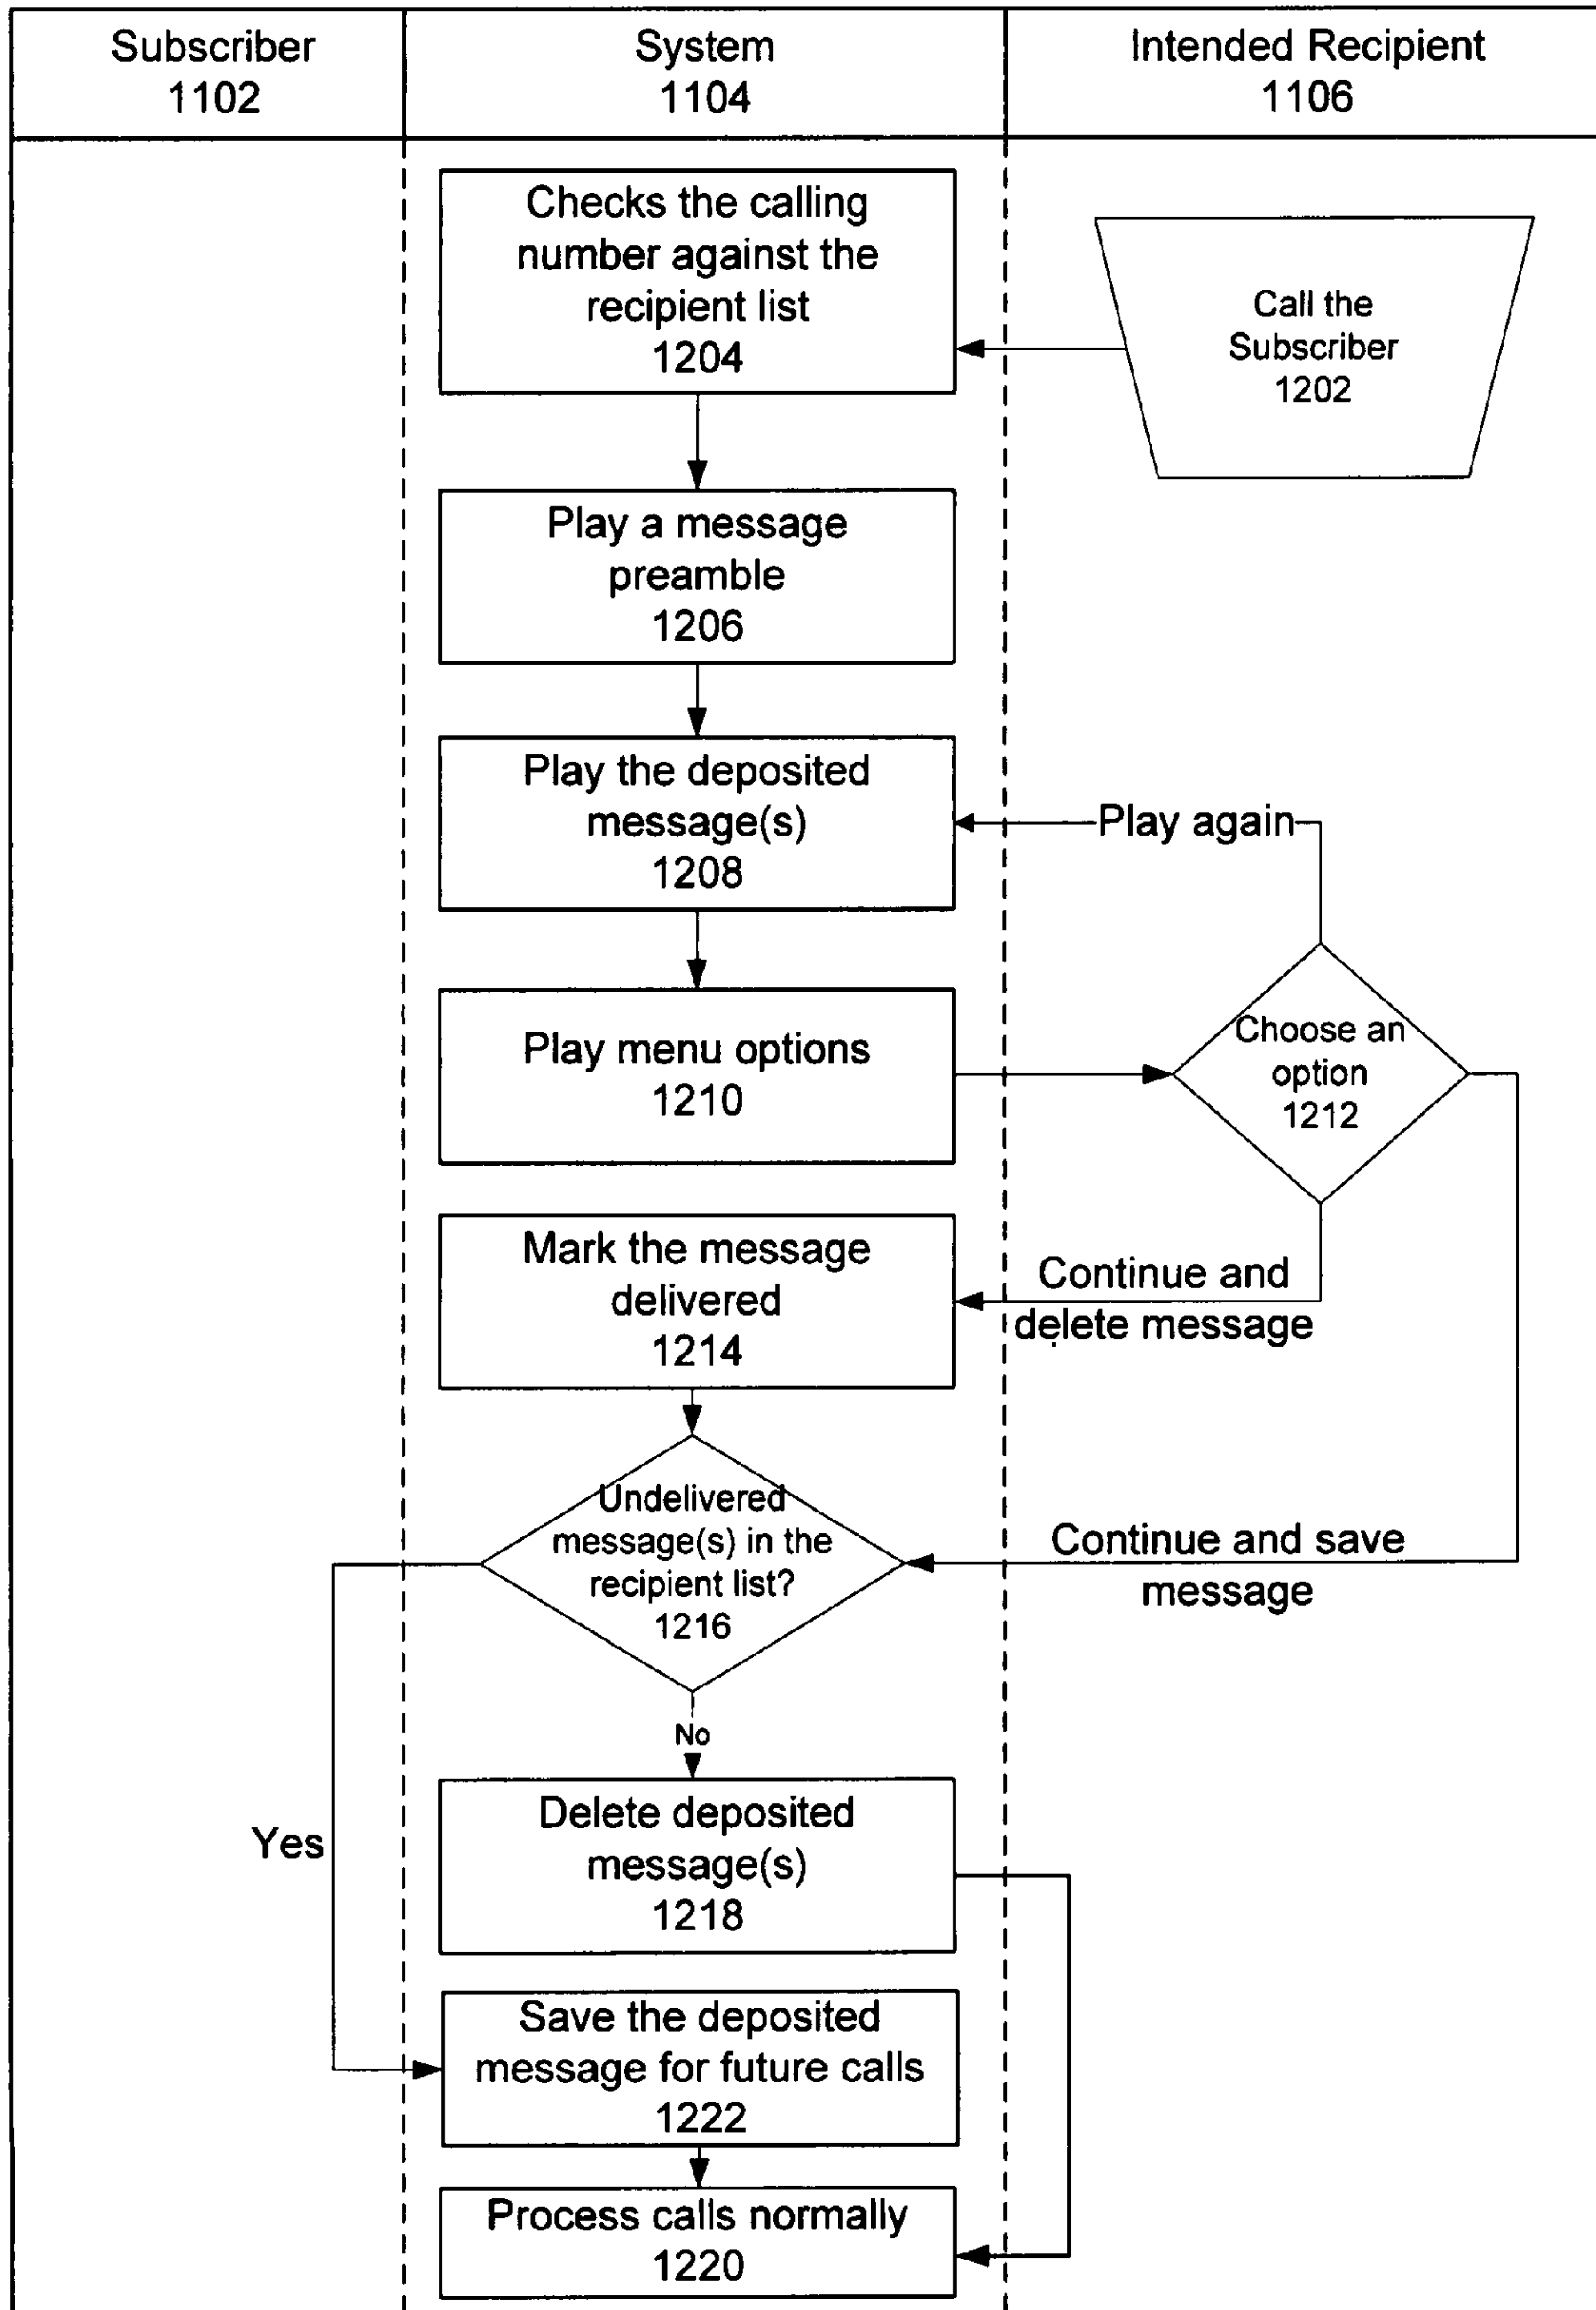 Subscriber
1102
System
1104
Intended Recipient
1106
Checks the calling
number against the
recipient list
1204
Call the
Subscriber
1202
Play a message
preamble
1206
Play the deposited
message(s)
1208
Play again
Play menu options
1210
Choose an
option
1212
Mark the message
delivered
1214
Continue and
delete message
Undelivered
message(s) in the
recipient list?
1216
Continue and save
message
No
Yes
Delete deposited
message(s)
1218
Save the deposited
message for future calls
1222
Process calls normally
1220